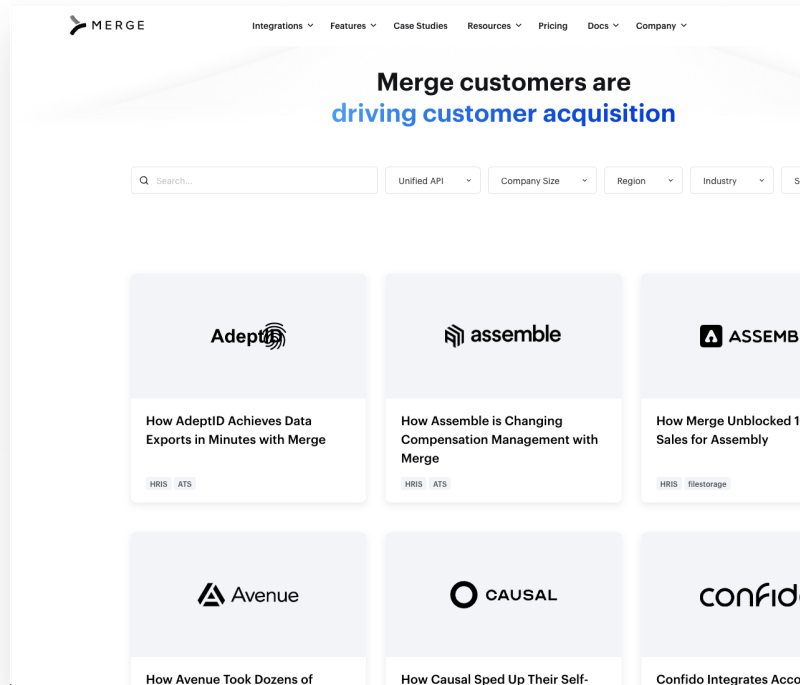 MERGE
Integrations Features Case Studies Resources Pricing Docs Company
Merge customers are
driving customer acquisition
Search...
Unified API
Company Size
Region
Industry
S
AdeptID
assemble
ASSEMB
How AdeptID Achieves Data
Exports in Minutes with Merge
HRIS ATS
How Assemble is Changing
Compensation Management with
Merge
HRIS ATS
How Merge Unblocked 1
Sales for Assembly
HRIS filestorage
Avenue
CAUSAL
confid
How Avenue Took Dozens of
How Causal Sped Up Their Self-
Confido Integrates Acco